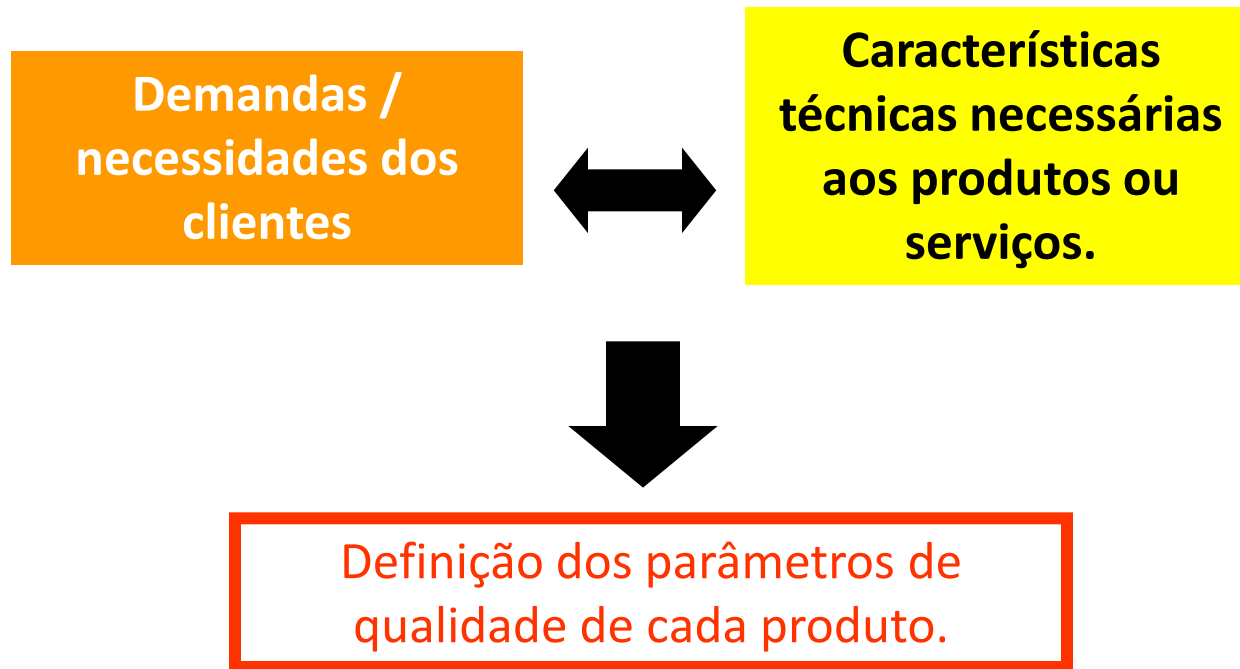 Demandas /
necessidades dos
clientes
Características
técnicas necessárias
aos produtos ou
serviços.
Definição dos parâmetros de
qualidade de cada produto.